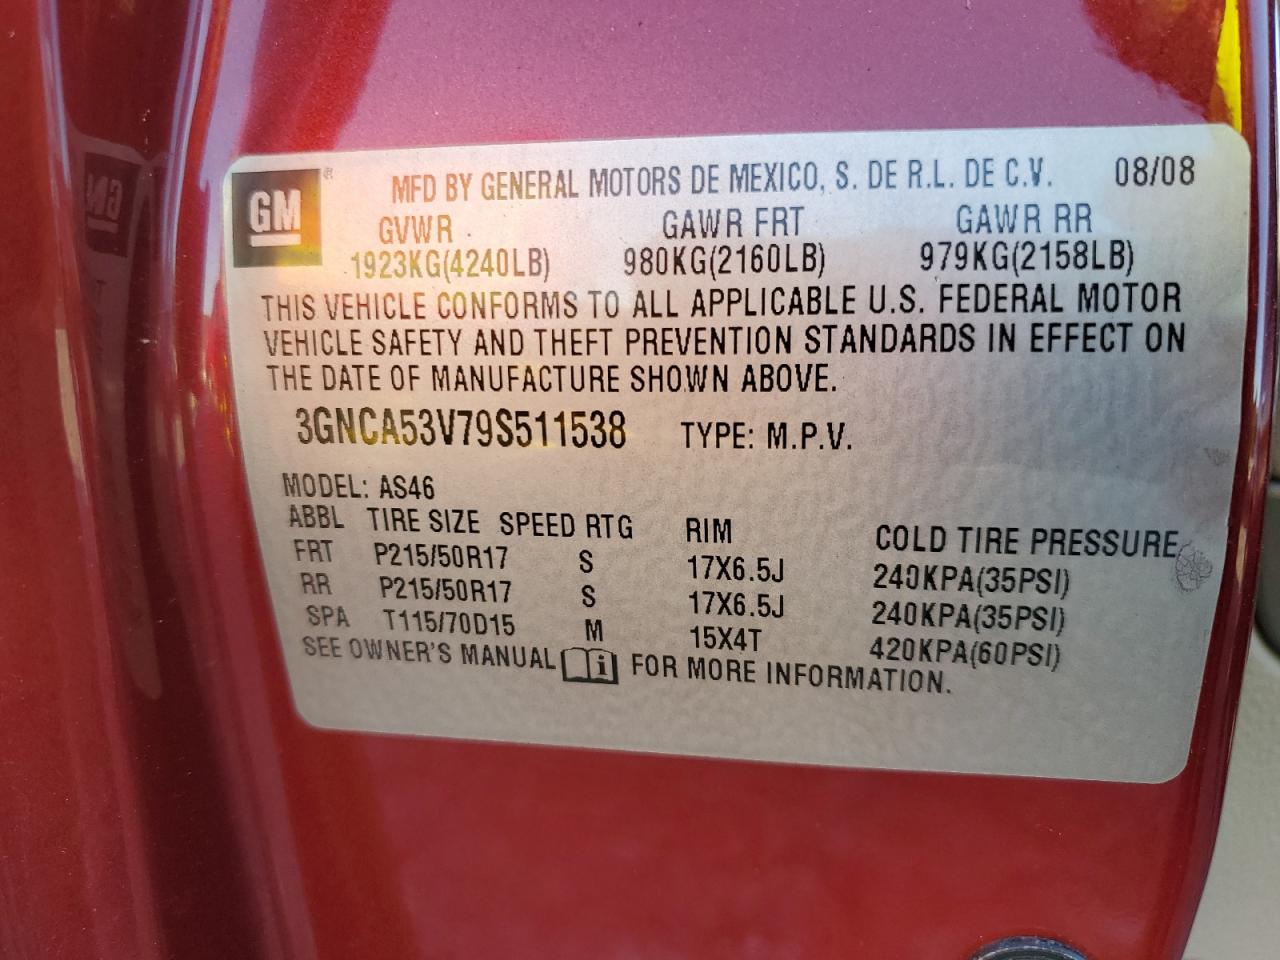 GM® MFD BY GENERAL MOTORS DE MEXICO, S. DE R.L. DE C.V. 08/08
GVWR GAWR FRT GAWR RR
1923KG(4240LB) 980KG(2160LB) 979KG(2158LB)
THIS VEHICLE CONFORMS TO ALL APPLICABLE U.S. FEDERAL MOTOR
VEHICLE SAFETY AND THEFT PREVENTION STANDARDS IN EFFECT ON
THE DATE OF MANUFACTURE SHOWN ABOVE.
3GNCA53V79S511538 TYPE: M.P.V.
MODEL: AS46
ABBL TIRE SIZE SPEED RTG RIM COLD TIRE PRESSURE
FRT P215/50R17 S 17X6.5J 240KPA(35PSI)
RR P215/50R17 S 17X6.5J 240KPA(35PSI)
SPA T115/70D15 M 15X4T 420KPA(60PSI)
SEE OWNER'S MANUAL i FOR MORE INFORMATION.